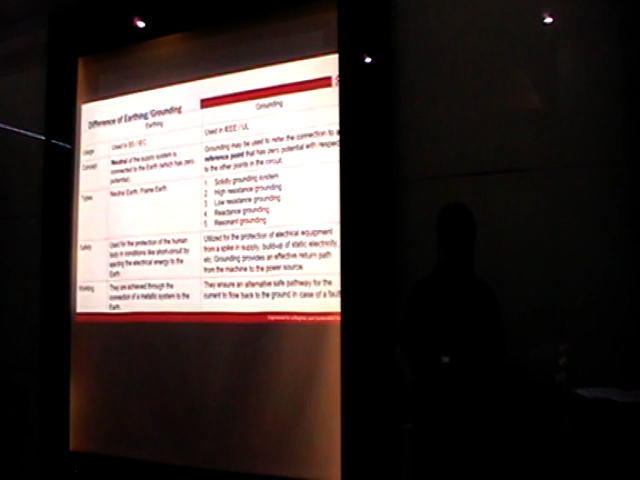 Difference of Earthing/Grounding
Earthing
Grounding
Usage
Used in BS / IEC
Used in IEEE / UL
Concept
Neutral of the supply system is
connected to the Earth (which has zero
potential).
Grounding may be used to refer the connection to a
reference point that has zero potential with respec
to the other points in the circuit.
Types
Neutral Earth, Frame Earth
1 Solidly grounding system
2 High resistance grounding
3 Low resistance grounding
4 Reactance grounding
5 Resonant grounding
Safety
Used for the protection of the human
body in conditions like short-circuit by
ejecting the electrical energy to the
Earth.
Utilized for the protection of electrical equipment
from a spike in supply, buildup of static electricity,
etc. Grounding provides an effective return path
from the machine to the power source.
Working
They are achieved through the
connection of a metallic system to the
Earth.
They ensure an alternative safe pathway for the
current to flow back to the ground in case of a fault